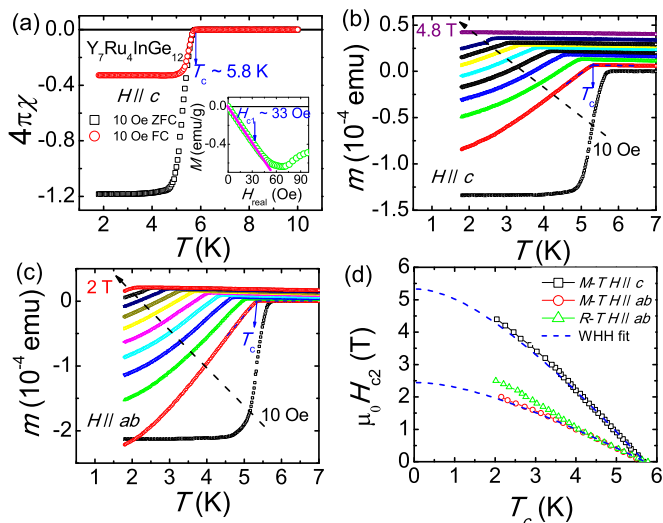 (a)
0.0
-0.4
-0.8
-1.2
4πχ
Y7Ru4InGe12
Tc ~ 5.8 K
H∥ c
10 Oe ZFC
10 Oe FC
Hc1 ~ 33 Oe
0.0
-0.4
M (emu/g)
0 30 60 90
Hreal (Oe)
2 4 6 8 10
T (K)
(b)
0.5
0.0
-0.5
-1.0
-1.5
m (10-4 emu)
4.8 T
Tc
10 Oe
H∥ c
1 2 3 4 5 6 7
T (K)
(c)
0
-1
-2
m (10-4 emu)
2 T
Tc
10 Oe
H∥ ab
1 2 3 4 5 6 7
T (K)
(d)
6
5
4
3
2
1
0
μ0Hc2 (T)
M-T H∥ c
M-T H∥ ab
R-T H∥ ab
WHH fit
0 1 2 3 4 5 6
Tc (K)